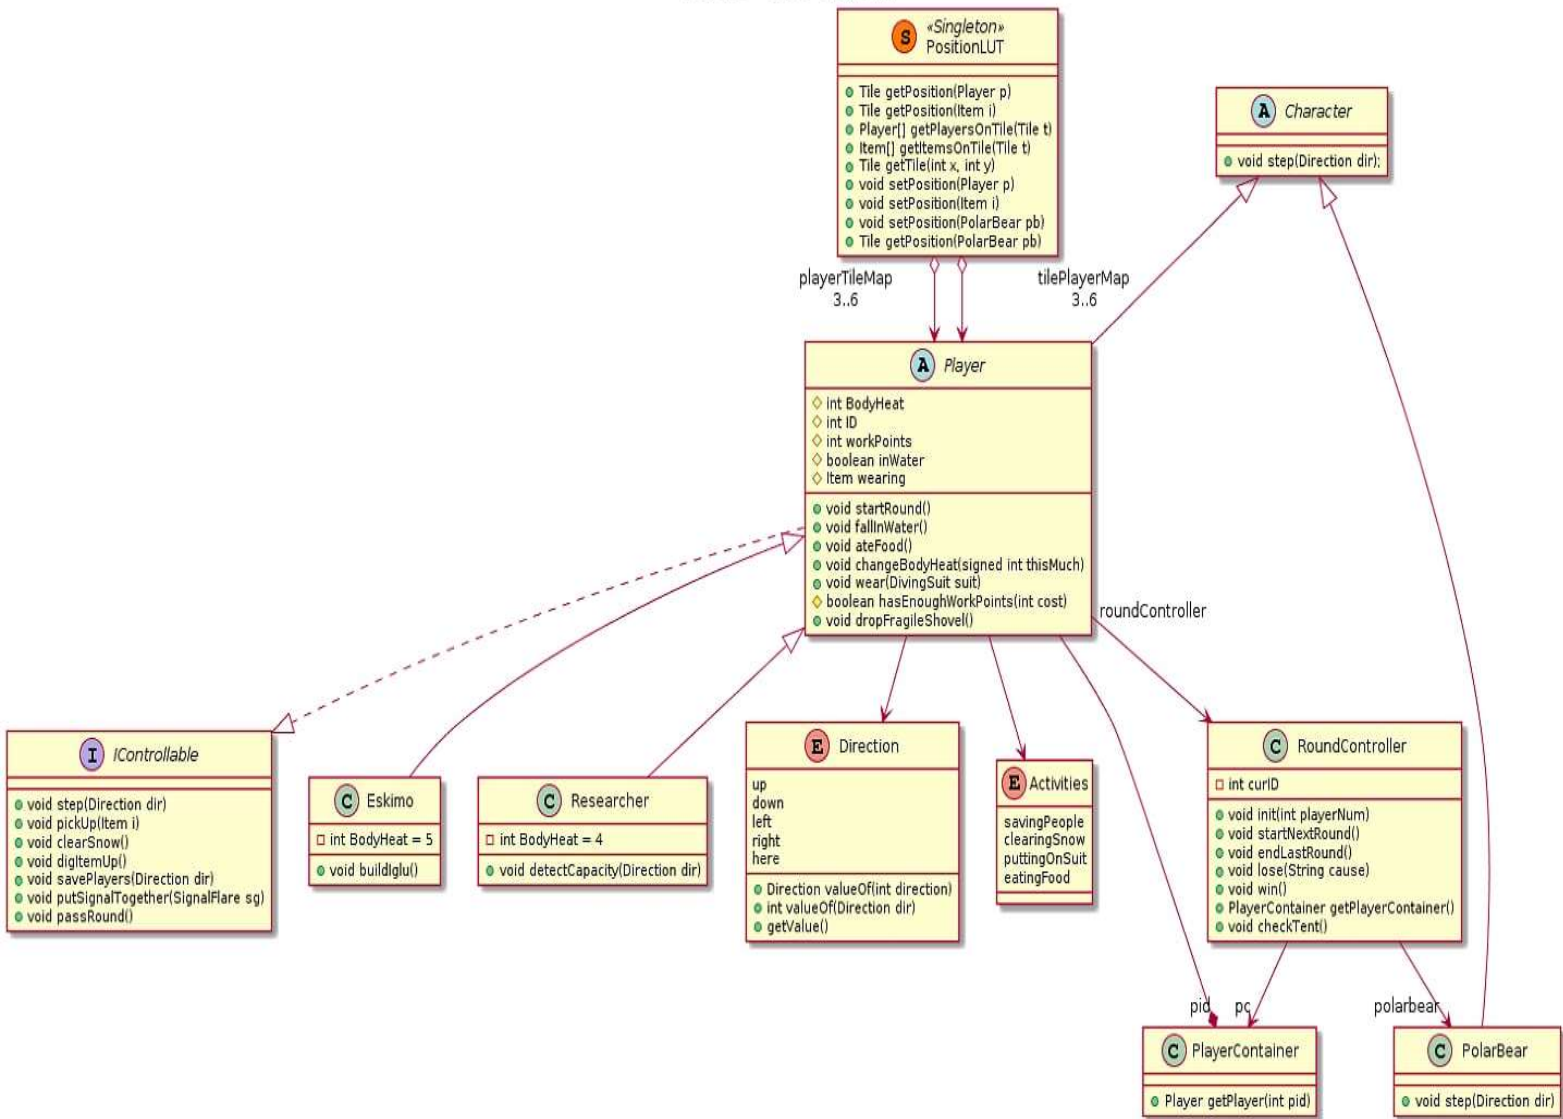 S
«Singleton»
PositionLUT
Tile getPosition(Player p)
Tile getPosition(Item i)
Player[] getPlayersOnTile(Tile t)
Item[] getItemsOnTile(Tile t)
Tile getTile(int x, int y)
void setPosition(Player p)
void setPosition(Item i)
void setPosition(PolarBear pb)
Tile getPosition(PolarBear pb)
A Character
void step(Direction dir);
playerTileMap
3..6
tilePlayerMap
3..6
A Player
int BodyHeat
int ID
int workPoints
boolean inWater
Item wearing
void startRound()
void fallInWater()
void ateFood()
void changeBodyHeat(signed int thisMuch)
void wear(DivingSuit suit)
boolean hasEnoughWorkPoints(int cost)
void dropFragileShovel()
roundController
I IControllable
void step(Direction dir)
void pickUp(Item i)
void clearSnow()
void digItemUp()
void savePlayers(Direction dir)
void putSignalTogether(SignalFlare sg)
void passRound()
C Eskimo
int BodyHeat = 5
void buildIglu()
C Researcher
int BodyHeat = 4
void detectCapacity(Direction dir)
E Direction
up
down
left
right
here
Direction valueOf(int direction)
int valueOf(Direction dir)
getValue()
E Activities
savingPeople
clearingSnow
puttingOnSuit
eatingFood
C RoundController
int curID
void init(int playerNum)
void startNextRound()
void endLastRound()
void lose(String cause)
void win()
PlayerContainer getPlayerContainer()
void checkTent()
pid
pc
polarbear
C PlayerContainer
Player getPlayer(int pid)
C PolarBear
void step(Direction dir)